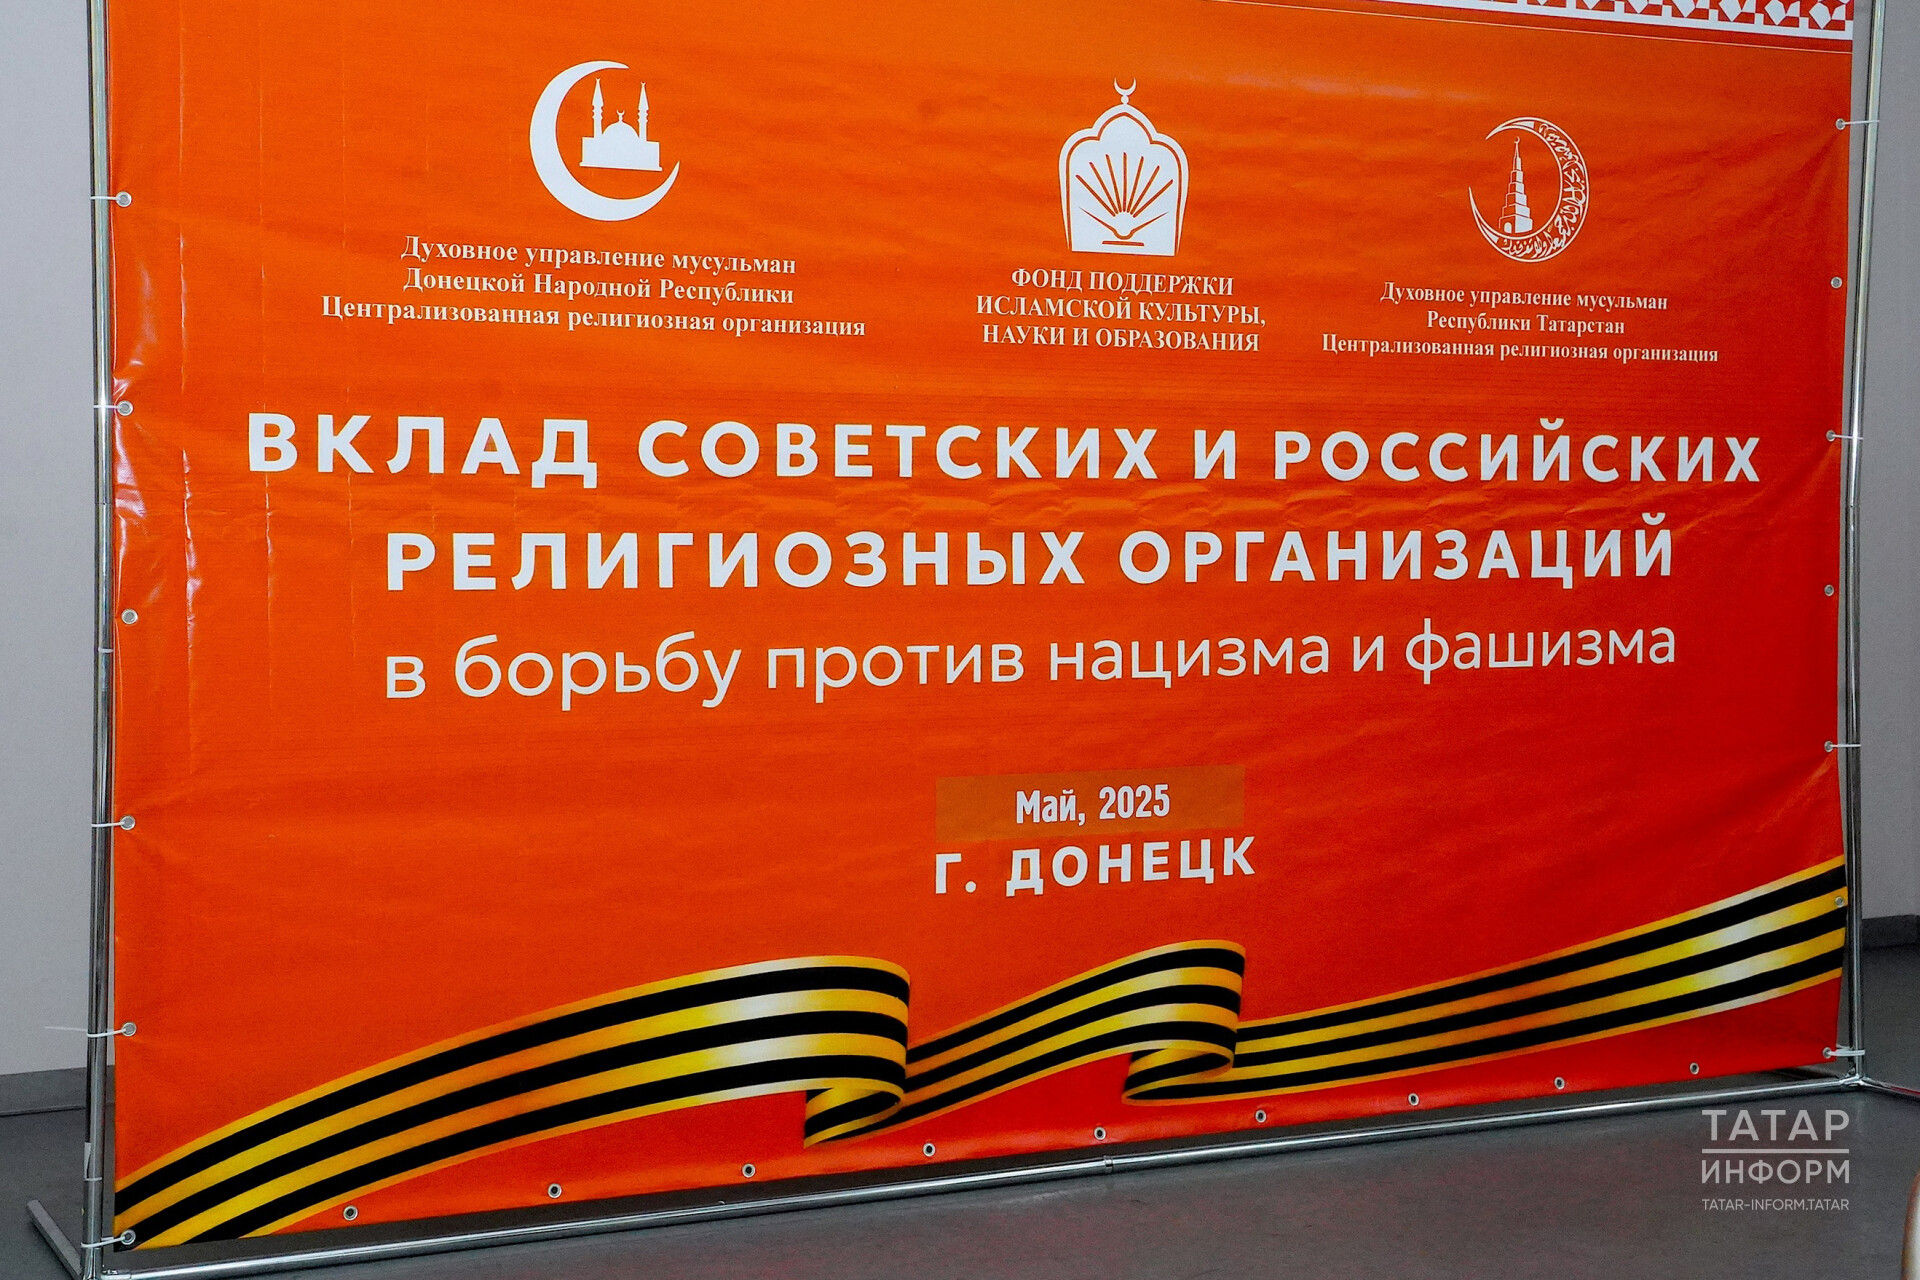 Духовное управление мусульман
Донецкой Народной Республики
Централизованная религиозная организация
ФОНД ПОДДЕРЖКИ
ИСЛАМСКОЙ КУЛЬТУРЫ,
НАУКИ И ОБРАЗОВАНИЯ
Духовное управление мусульман
Республики Татарстан
Централизованная религиозная организация
ВКЛАД СОВЕТСКИХ И РОССИЙСКИХ
РЕЛИГИОЗНЫХ ОРГАНИЗАЦИЙ
в борьбу против нацизма и фашизма
Май, 2025
г. ДОНЕЦК
ТАТАР
ИНФОРМ
TATAR-INFORM.TATAR